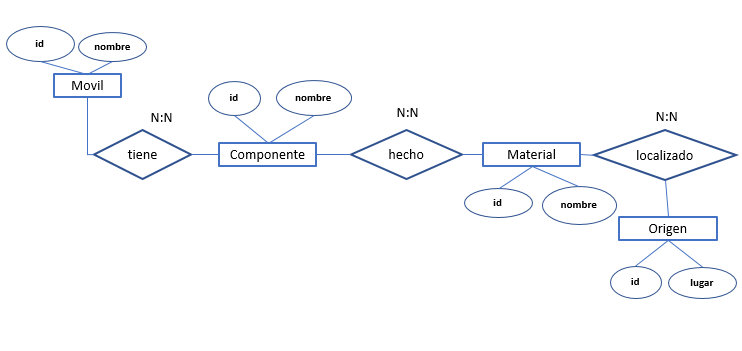 id
nombre
Movil
N:N
tiene
id
nombre
Componente
N:N
hecho
Material
id
nombre
N:N
localizado
Origen
id
lugar